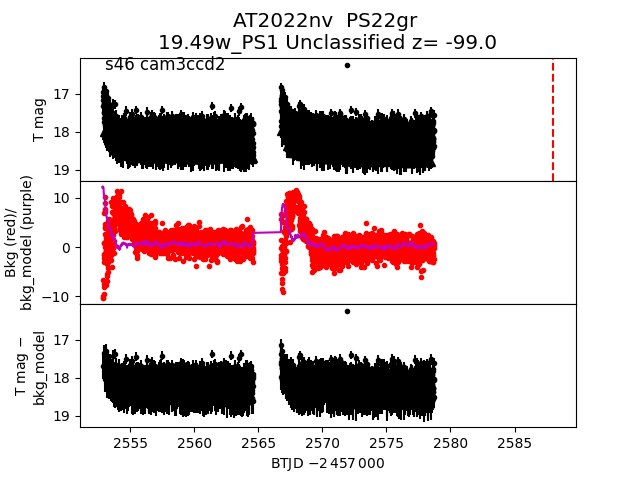 AT2022nv PS22gr
19.49w_PS1 Unclassified z= -99.0
s46 cam3ccd2
T mag
17
18
19
Bkg (red)/
bkg_model (purple)
10
0
−10
T mag −
bkg_model
17
18
19
2555 2560 2565 2570 2575 2580 2585
BTJD −2 457 000